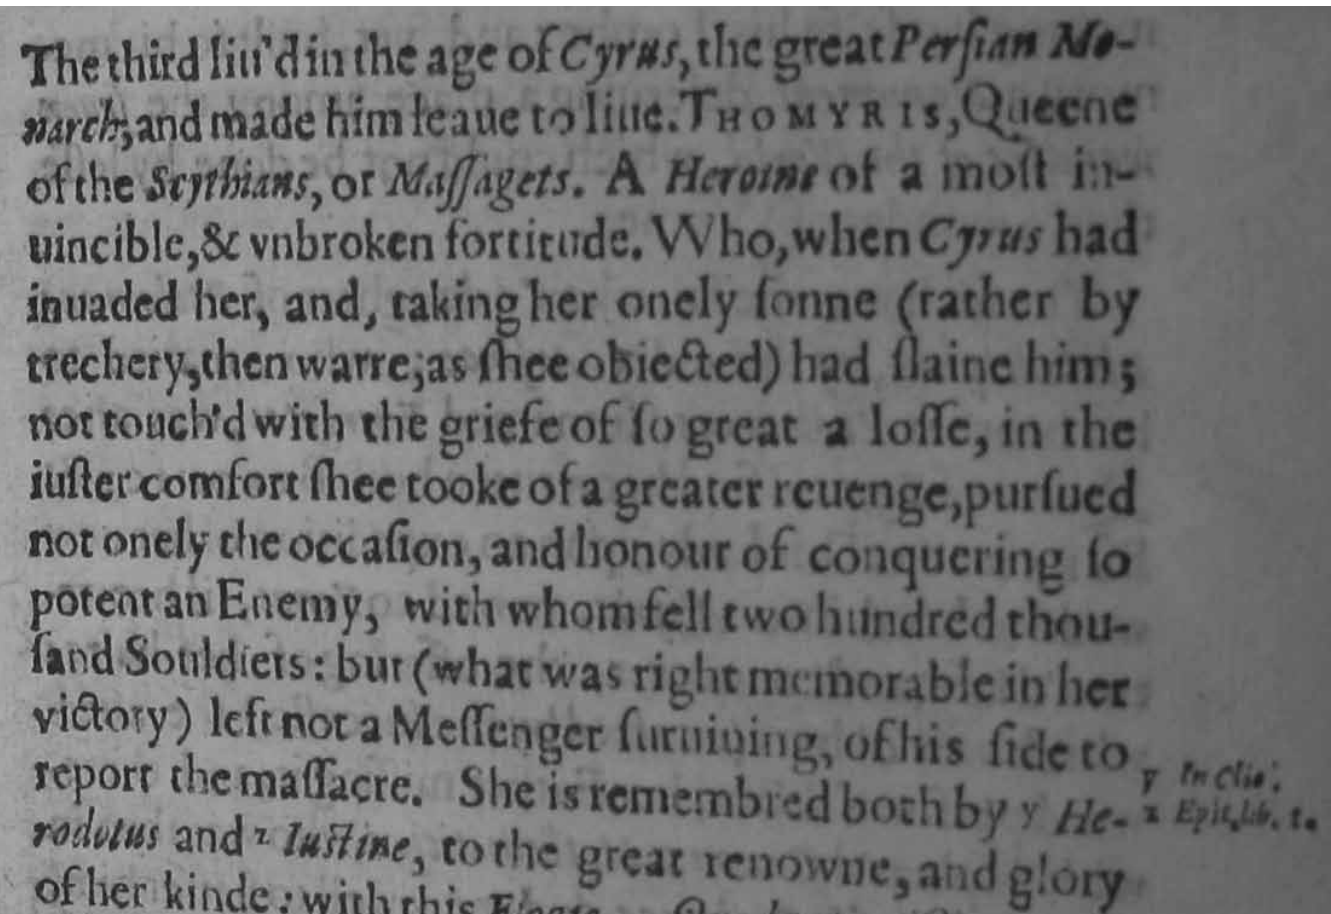 The third liu'd in the age of Cyrus, the great Perſian Mo-
narch, and made him leaue to liue. THOMYRIS, Queene
of the Scythians, or Maſſagets. A Heroine of a moſt in-
uincible, & vnbroken fortitude. Who, when Cyrus had
inuaded her, and, taking her onely ſonne (rather by
trechery, then warre; as ſhee obiected) had ſlaine him;
not touch'd with the griefe of ſo great a loſſe, in the
iuſter comfort ſhee tooke of a greater reuenge, purſued
not onely the occaſion, and honour of conquering ſo
potent an Enemy, with whom fell two hundred thou-
ſand Souldiers: but (what was right memorable in her
victory) left not a Meſſenger ſuruiuing, of his ſide to
report the maſſacre. She is remembred both by y He-
rodotus and z Iuſtine, to the great renowne, and glory
of her kinde: with this
y In Clio.
z Epit. lib. 1.